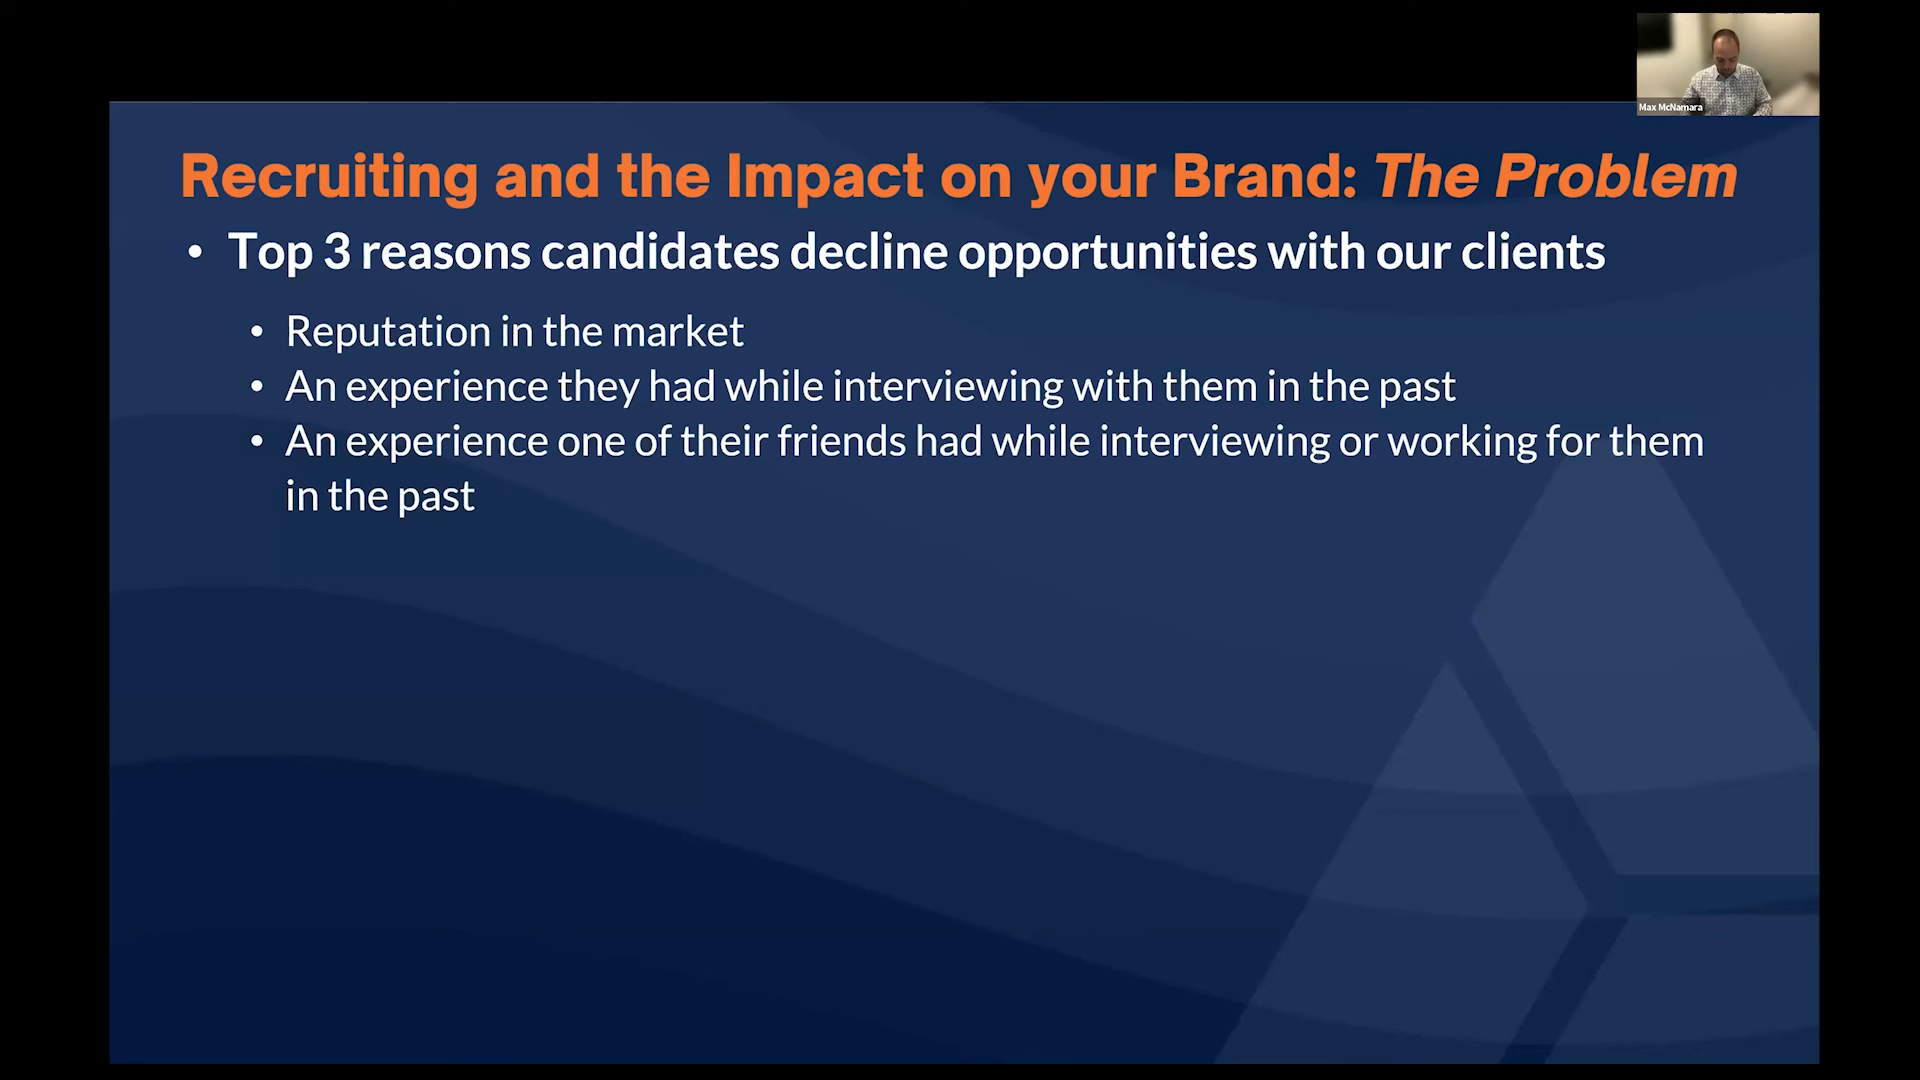 Max McNamara
Recruiting and the Impact on your Brand: The Problem
• Top 3 reasons candidates decline opportunities with our clients
• Reputation in the market
• An experience they had while interviewing with them in the past
• An experience one of their friends had while interviewing or working for them
in the past